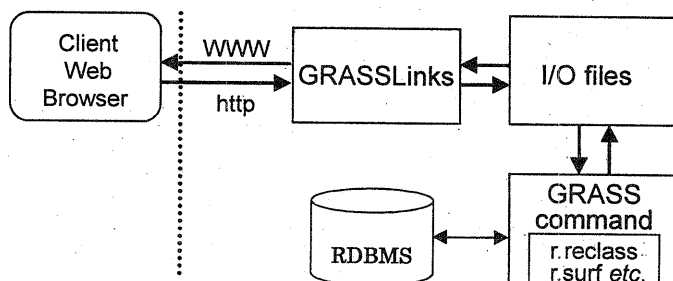 Client
Web
Browser
WWW
http
GRASSLinks
I/O files
GRASS
command
r.reclass
r.surf etc.
RDBMS